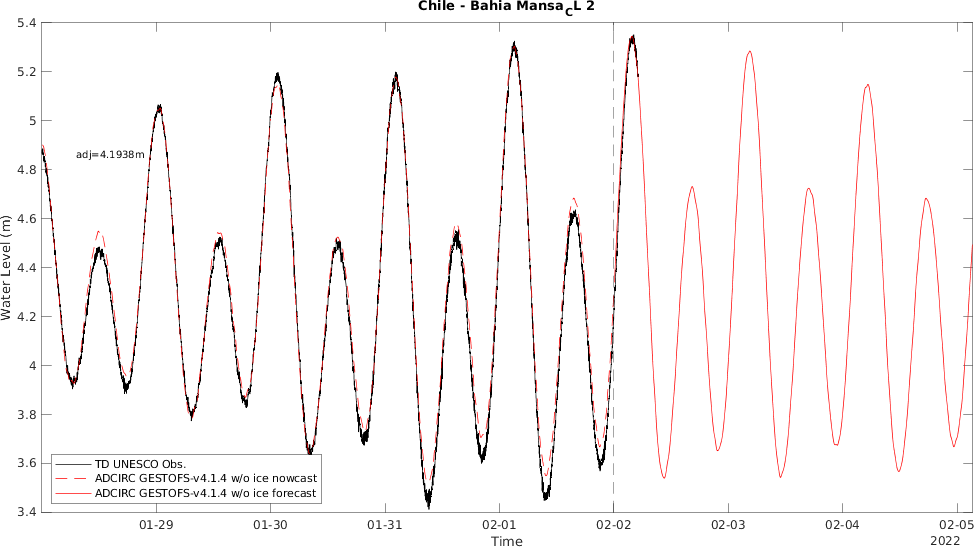 Chile - Bahia Mansa_CL 2
5.4
5.2
5
4.8
4.6
4.4
4.2
4
3.8
3.6
3.4
Water Level (m)
adj=4.1938m
TD UNESCO Obs.
ADCIRC GESTOFS-v4.1.4 w/o ice nowcast
ADCIRC GESTOFS-v4.1.4 w/o ice forecast
01-29
01-30
01-31
02-01
02-02
02-03
02-04
02-05
Time
2022